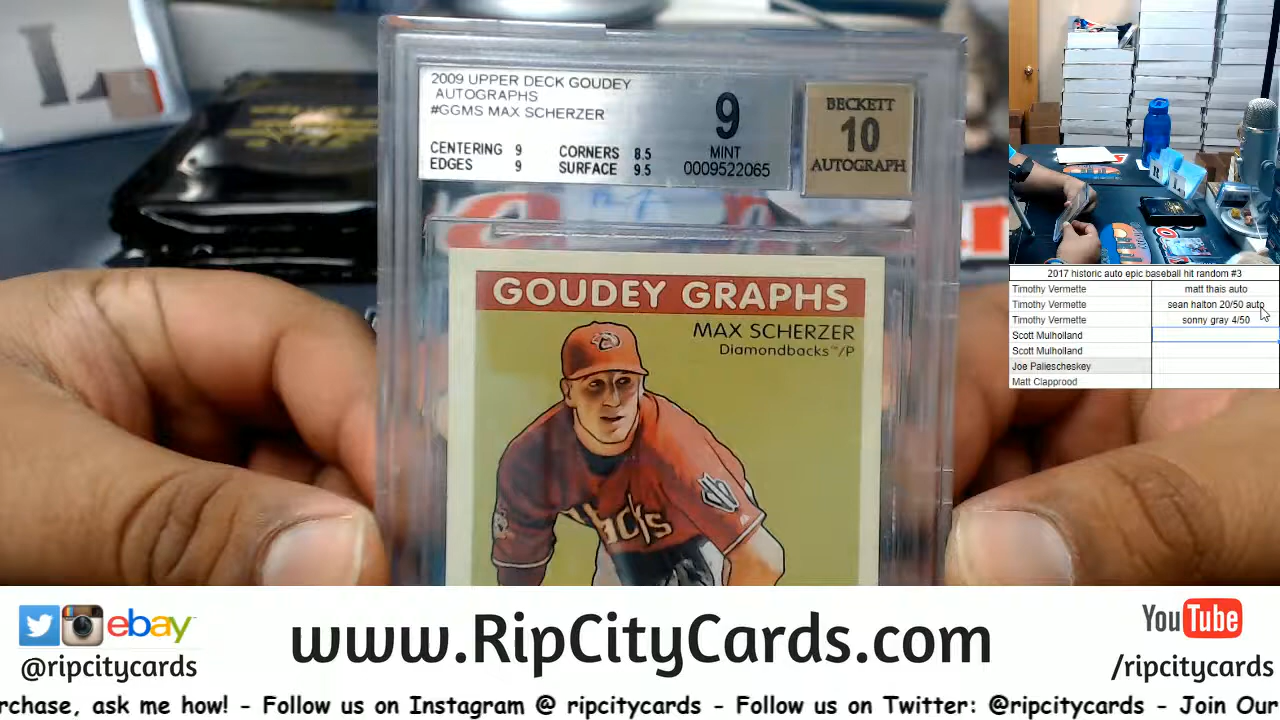 2009 UPPER DECK GOUDEY
AUTOGRAPHS
#GGMS MAX SCHERZER
CENTERING 9 CORNERS 8.5
EDGES 9 SURFACE 9.5
9
MINT
0009522065
BECKETT
10
AUTOGRAPH
GOUDEY GRAPHS
MAX SCHERZER
Diamondbacks™/P
2017 historic auto epic baseball hit random #3
Timothy Vermette matt thais auto
Timothy Vermette sean halton 20/50 auto
Timothy Vermette sonny gray 4/50
Scott Mulholland
Scott Mulholland
Joe Paliescheskey
Matt Clapprood
ebay
@ripcitycards
www.RipCityCards.com
YouTube
/ripcitycards
rchase, ask me how! - Follow us on Instagram @ ripcitycards - Follow us on Twitter: @ripcitycards - Join Our